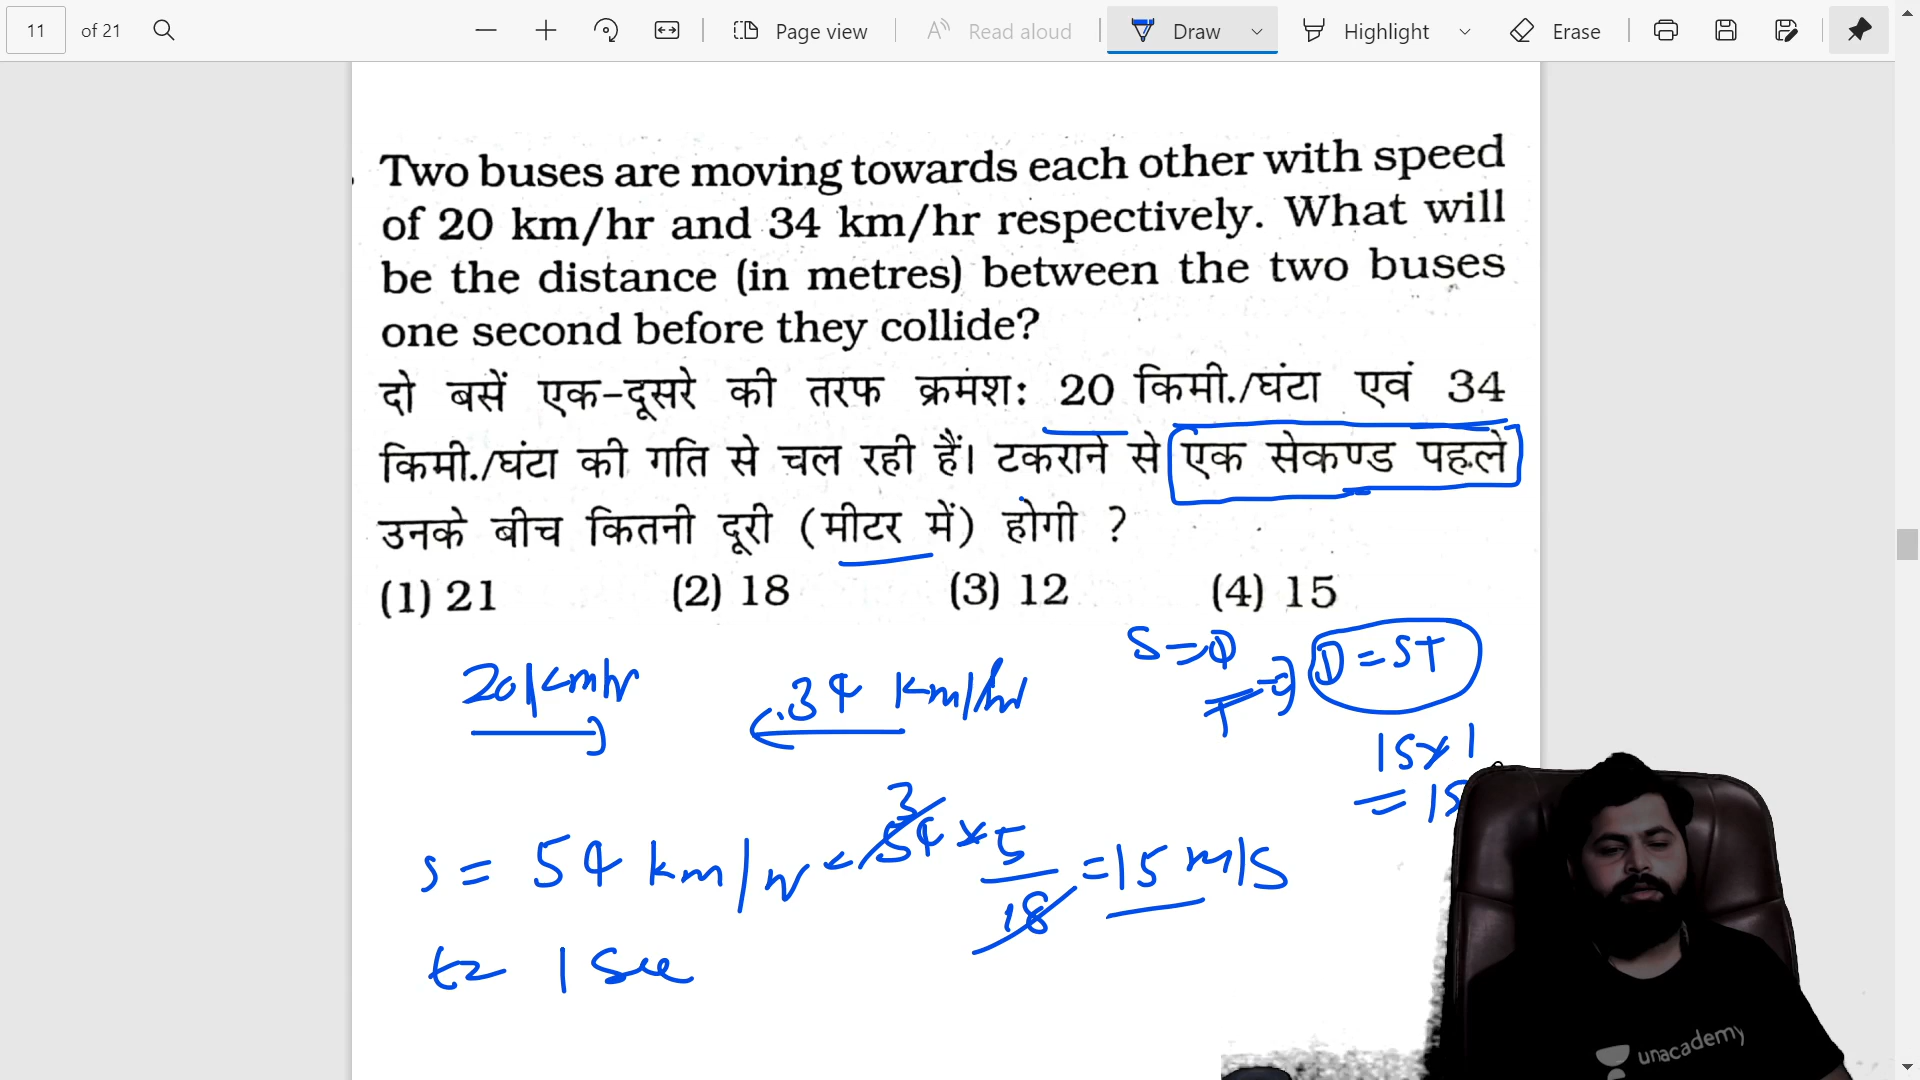 11 of 21 Page view Read aloud Draw Highlight Erase
Two buses are moving towards each other with speed
of 20 km/hr and 34 km/hr respectively. What will
be the distance (in metres) between the two buses
one second before they collide?
दो बसें एक-दूसरे की तरफ क्रमश: 20 किमी./घंटा एवं 34
किमी./घंटा की गति से चल रही हैं। टकराने से एक सेकण्ड पहले
उनके बीच कितनी दूरी (मीटर में) होगी ?
(1) 21 (2) 18 (3) 12 (4) 15
S = D/T ⇒ D = ST
20 km/hr 34 km/hr
15 × 1
= 15
s = 54 km/hr 3 54 × 5/18 = 15 m/s
t = 1 sec
unacademy